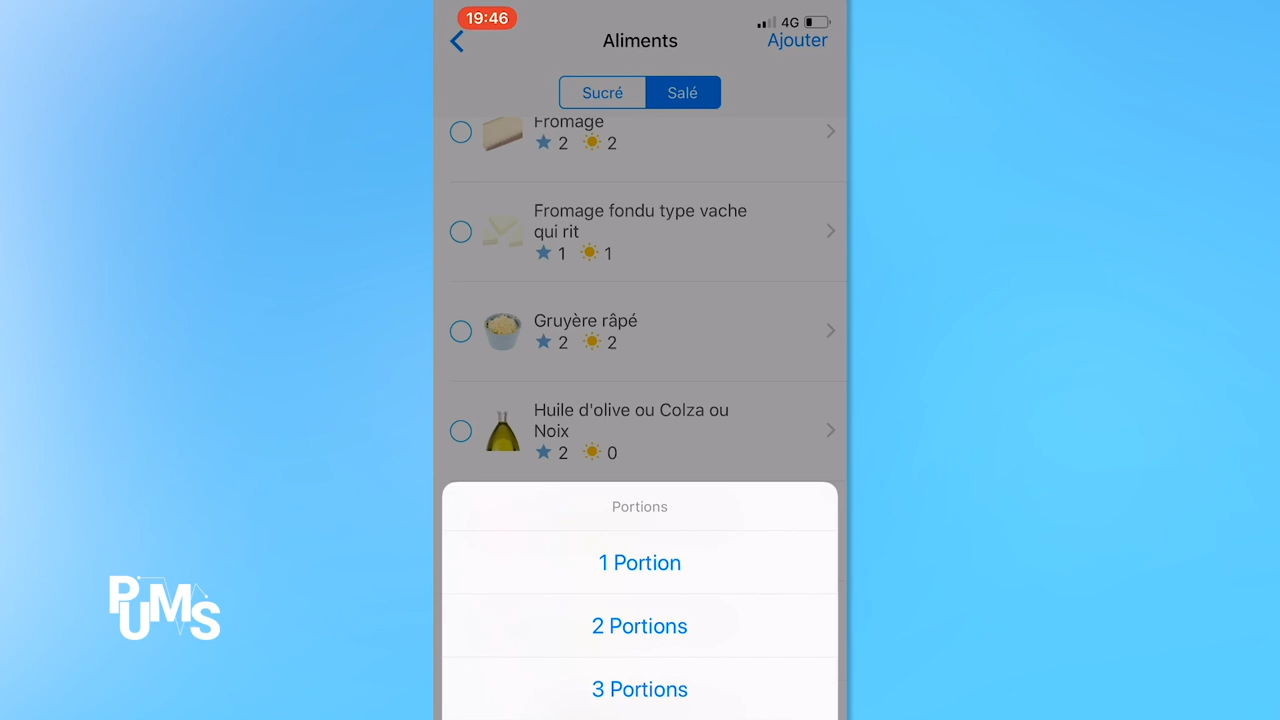 19:46
4G
Aliments
Ajouter
Sucré
Salé
Fromage
2 2
Fromage fondu type vache
qui rit
1 1
Gruyère râpé
2 2
Huile d'olive ou Colza ou
Noix
2 0
Portions
1 Portion
2 Portions
3 Portions
PUMS